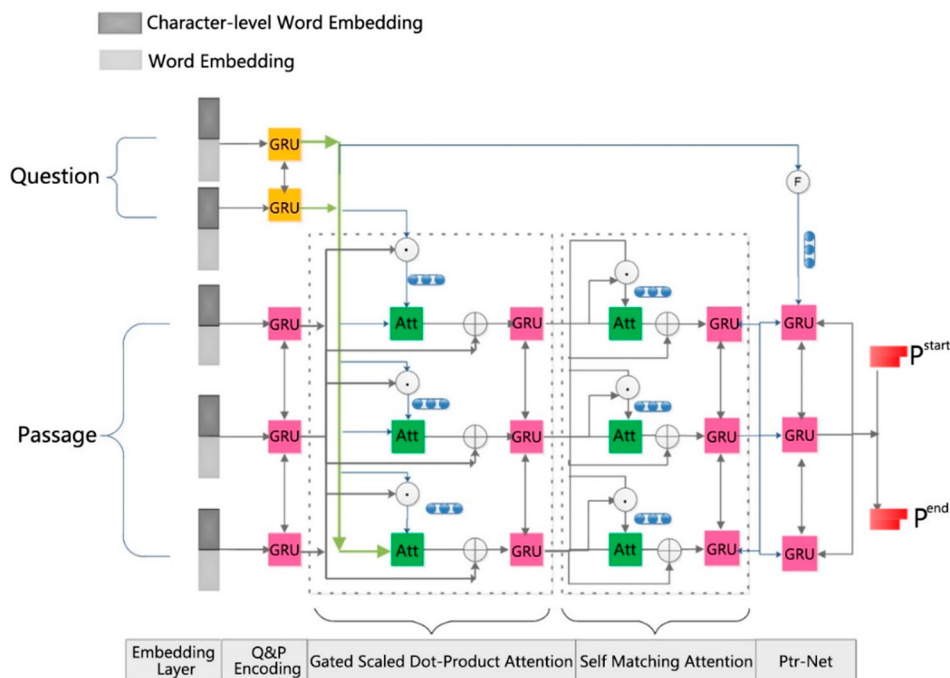 Character-level Word Embedding
Word Embedding
Question
GRU
F
GRU
Passage
GRU
Att
GRU
Att
GRU
GRU
P^start
GRU
Att
GRU
Att
GRU
GRU
GRU
Att
GRU
Att
GRU
GRU
P^end
Embedding Layer
Q&P Encoding
Gated Scaled Dot-Product Attention
Self Matching Attention
Ptr-Net